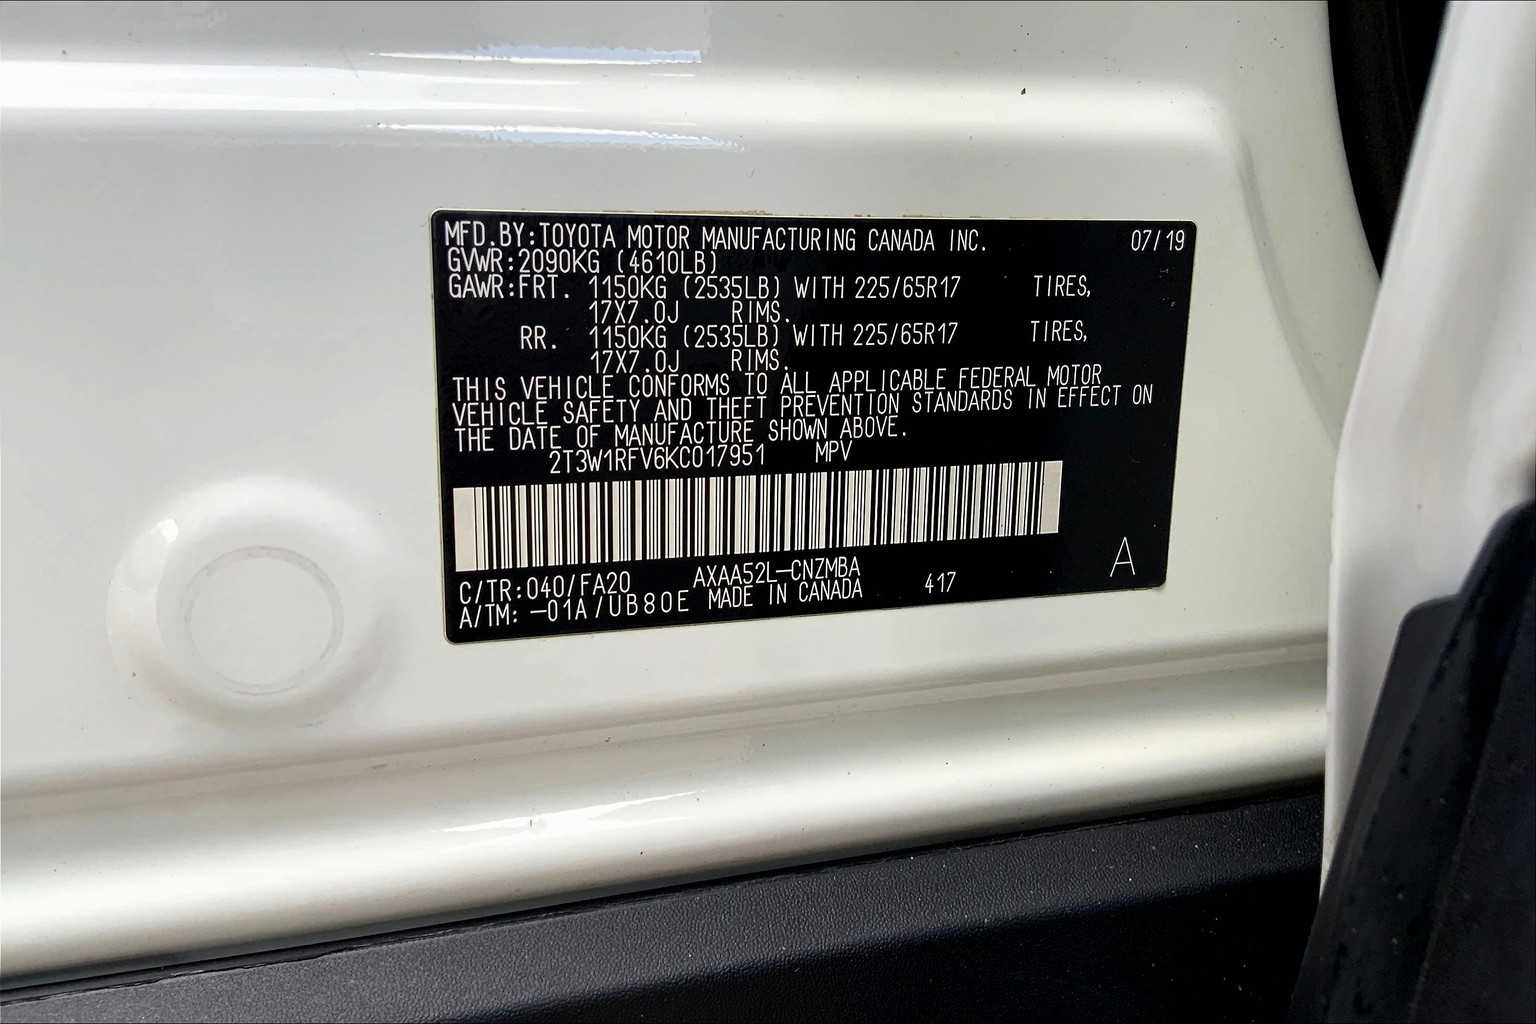 MFD.BY:TOYOTA MOTOR MANUFACTURING CANADA INC. 07/19
GVWR:2090KG (4610LB)
GAWR:FRT. 1150KG (2535LB) WITH 225/65R17 TIRES,
17X7.0J RIMS.
RR. 1150KG (2535LB) WITH 225/65R17 TIRES,
17X7.0J RIMS.
THIS VEHICLE CONFORMS TO ALL APPLICABLE FEDERAL MOTOR
VEHICLE SAFETY AND THEFT PREVENTION STANDARDS IN EFFECT ON
THE DATE OF MANUFACTURE SHOWN ABOVE.
2T3W1RFV6KC017951 MPV
A
C/TR:040/FA20 AXAA52L-CNZMBA 417
A/TM: -01A/UB80E MADE IN CANADA